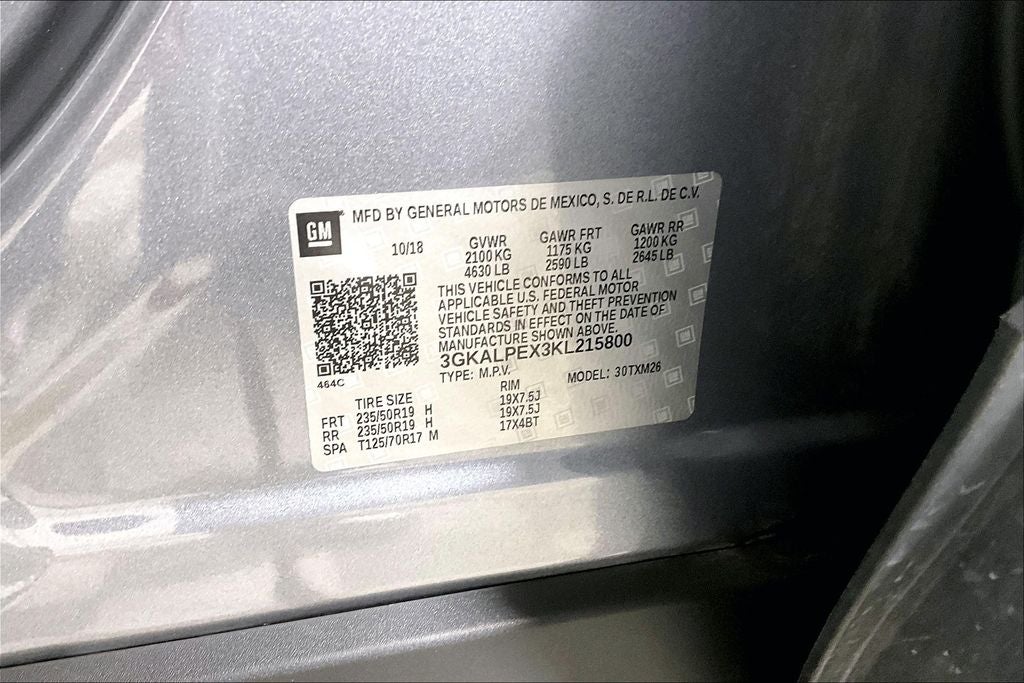 GM MFD BY GENERAL MOTORS DE MEXICO, S. DE R.L. DE C.V.
10/18 GVWR GAWR FRT GAWR RR
2100 KG 1175 KG 1200 KG
4630 LB 2590 LB 2645 LB
THIS VEHICLE CONFORMS TO ALL
APPLICABLE U.S. FEDERAL MOTOR
VEHICLE SAFETY AND THEFT PREVENTION
STANDARDS IN EFFECT ON THE DATE OF
MANUFACTURE SHOWN ABOVE.
3GKALPEX3KL215800
464C TYPE: M.P.V. MODEL: 30TXM26
TIRE SIZE RIM
FRT 235/50R19 H 19X7.5J
RR 235/50R19 H 19X7.5J
SPA T125/70R17 M 17X4BT